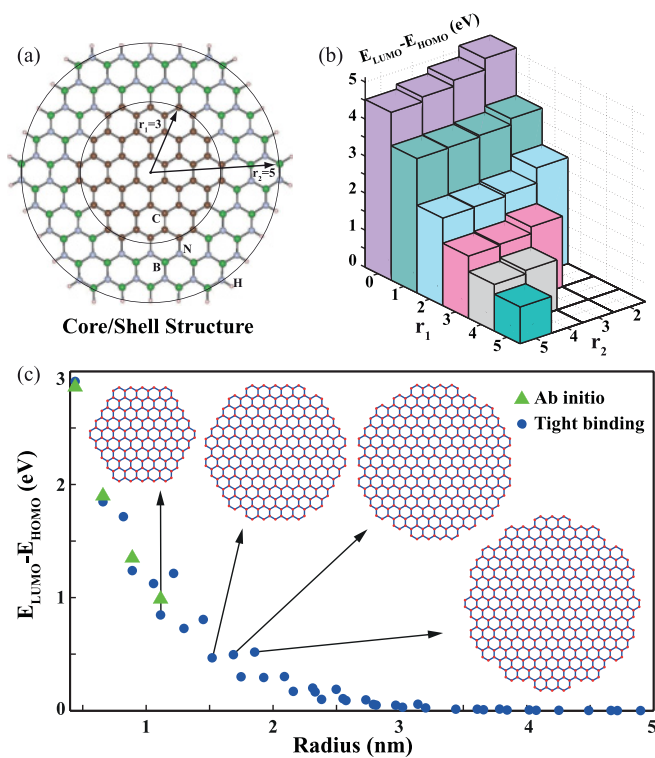 (a)
r1=3
r2=5
C
N
B
H
Core/Shell Structure
(b)
ELUMO-EHOMO (eV)
5
4
3
2
1
0
0
1
2
3
4
5
r1
5
4
3
2
r2
(c)
3
2
1
0
ELUMO-EHOMO (eV)
Ab initio
Tight binding
1
2
3
4
5
Radius (nm)